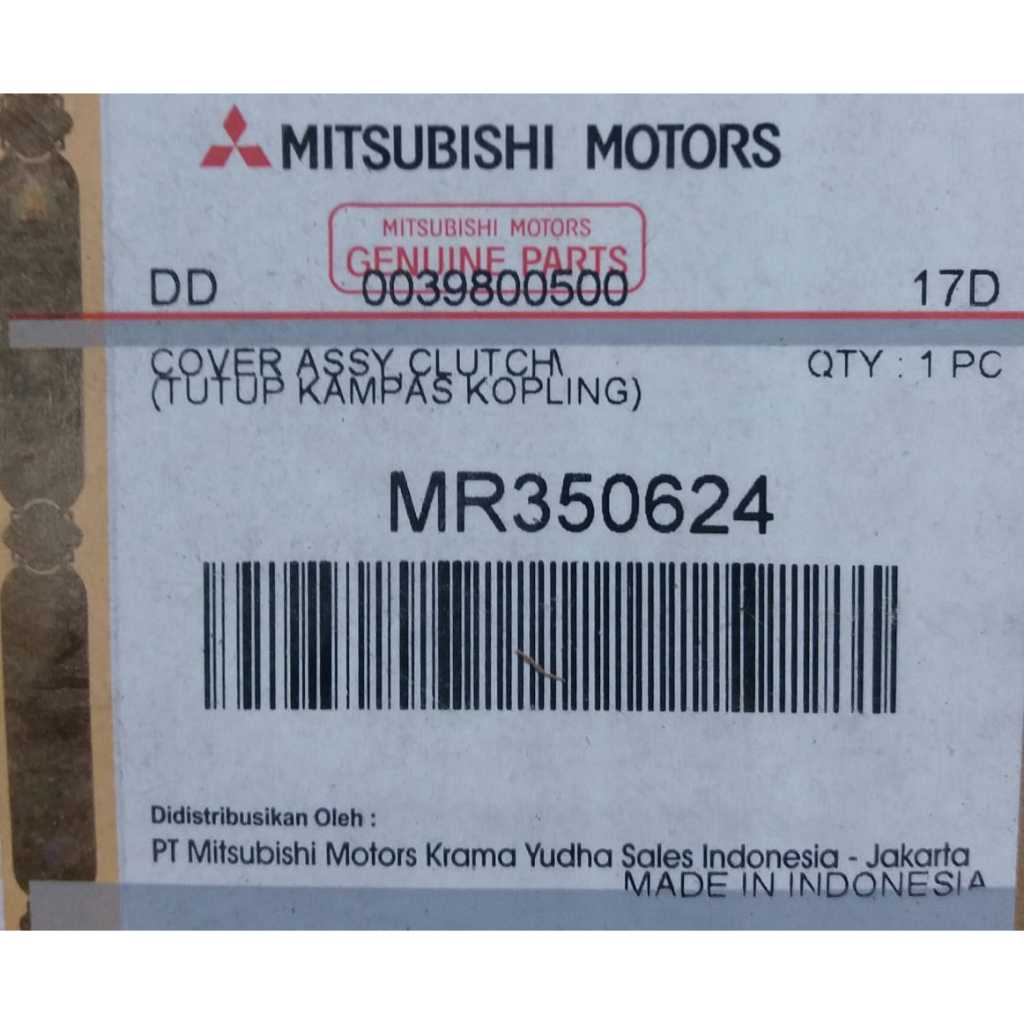 MITSUBISHI MOTORS
MITSUBISHI MOTORS
GENUINE PARTS
DD 0039800500 17D
COVER ASSY,CLUTCH\ QTY : 1 PC
(TUTUP KAMPAS KOPLING)
MR350624
Didistribusikan Oleh :
PT Mitsubishi Motors Krama Yudha Sales Indonesia - Jakarta
MADE IN INDONESIA